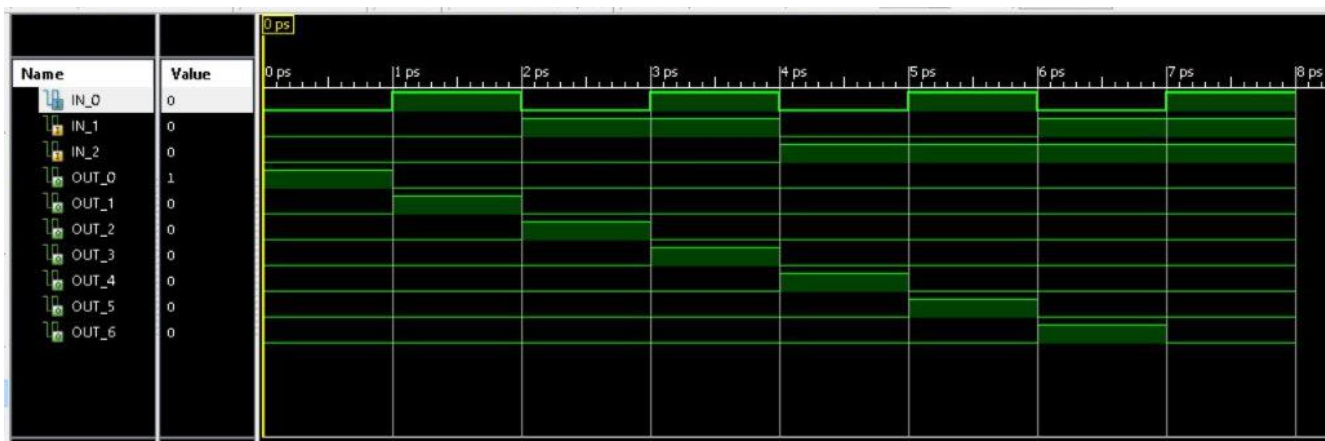 0 ps
Name Value 0 ps 1 ps 2 ps 3 ps 4 ps 5 ps 6 ps 7 ps 8 ps
IN_0 0
IN_1 0
IN_2 0
OUT_0 1
OUT_1 0
OUT_2 0
OUT_3 0
OUT_4 0
OUT_5 0
OUT_6 0